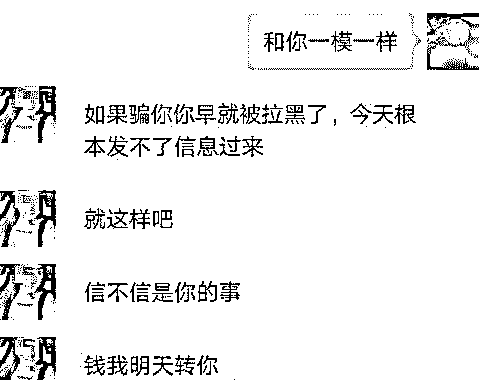 和你一模一样
如果骗你你早就被拉黑了，今天根
本发不了信息过来
就这样吧
信不信是你的事
钱我明天转你